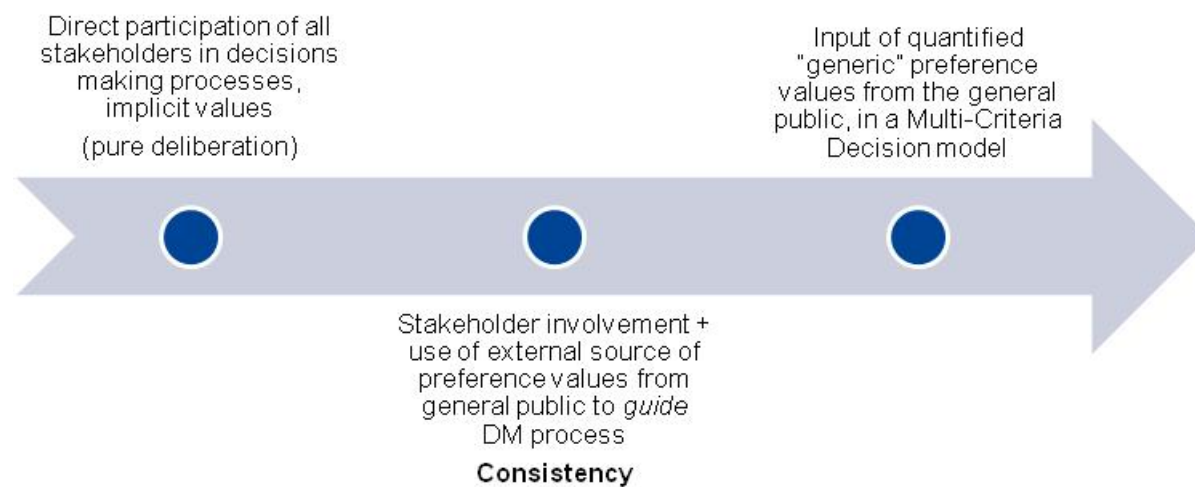 Direct participation of all
stakeholders in decisions
making processes,
implicit values
(pure deliberation)
Stakeholder involvement +
use of external source of
preference values from
general public to guide
DM process
Consistency
Input of quantified
"generic" preference
values from the general
public, in a Multi-Criteria
Decision model